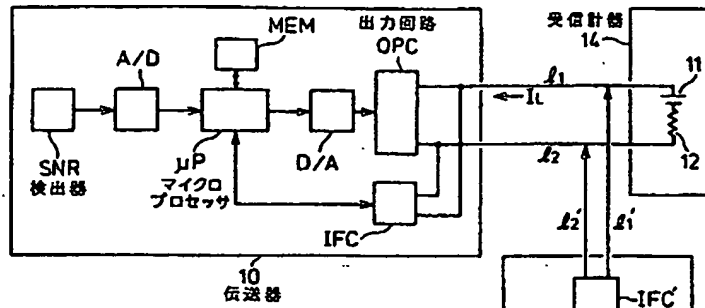 MEM
出力回路
OPC
受信計器
14
11
A/D
ℓ1
IL
SNR
検出器
μP
マイクロ
プロセッサ
D/A
ℓ2
12
IFC
ℓ2'
ℓ1'
10
伝送器
IFC'